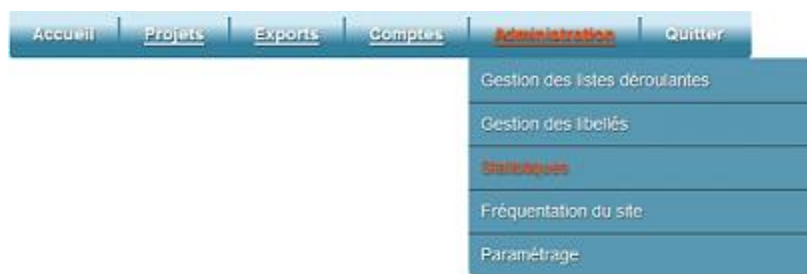 Accueil Projets Exports Comptes Administration Quitter
Gestion des listes déroulantes
Gestion des libellés
Statistiques
Fréquentation du site
Paramétrage